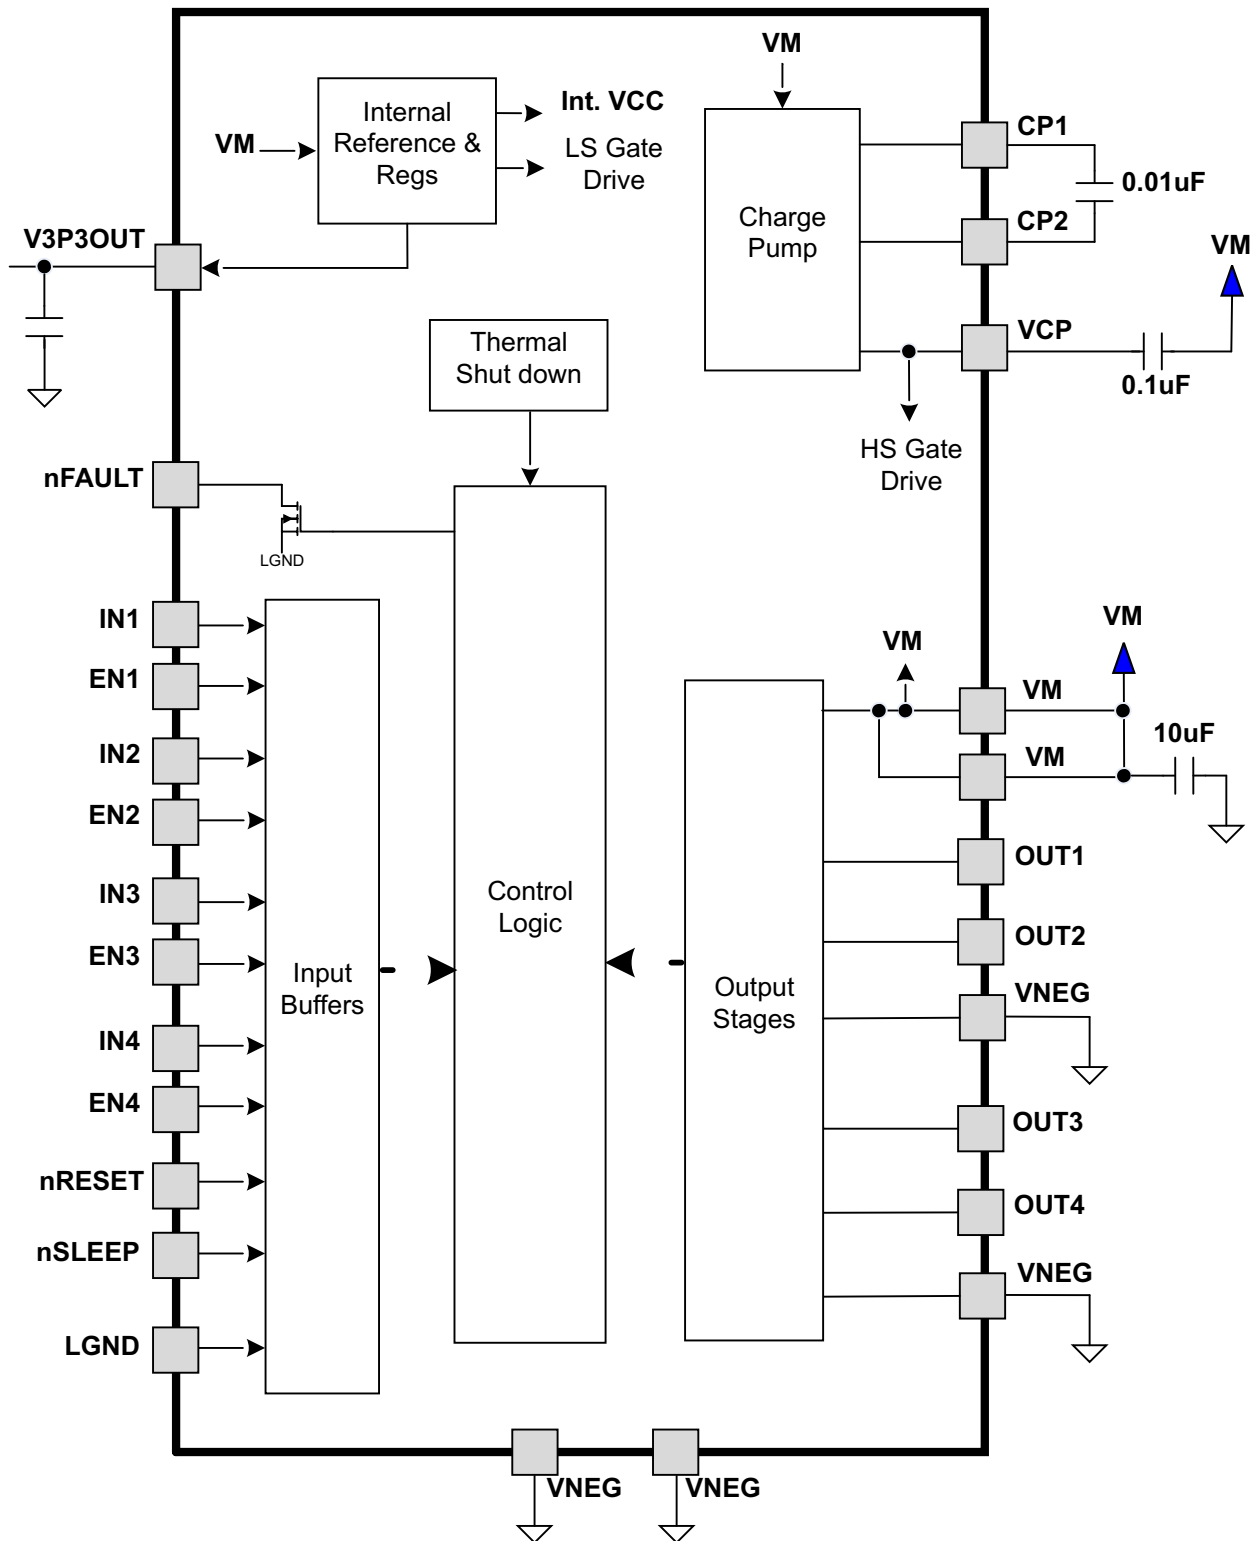 VM
Internal
Reference &
Regs
VM
Int. VCC
LS Gate
Drive
CP1
0.01uF
Charge
Pump
CP2
V3P3OUT
VM
VCP
0.1uF
Thermal
Shut down
HS Gate
Drive
nFAULT
LGND
IN1
EN1
IN2
EN2
IN3
EN3
IN4
EN4
nRESET
nSLEEP
LGND
Input
Buffers
Control
Logic
Output
Stages
VM
VM
VM
VM
10uF
OUT1
OUT2
VNEG
OUT3
OUT4
VNEG
VNEG
VNEG